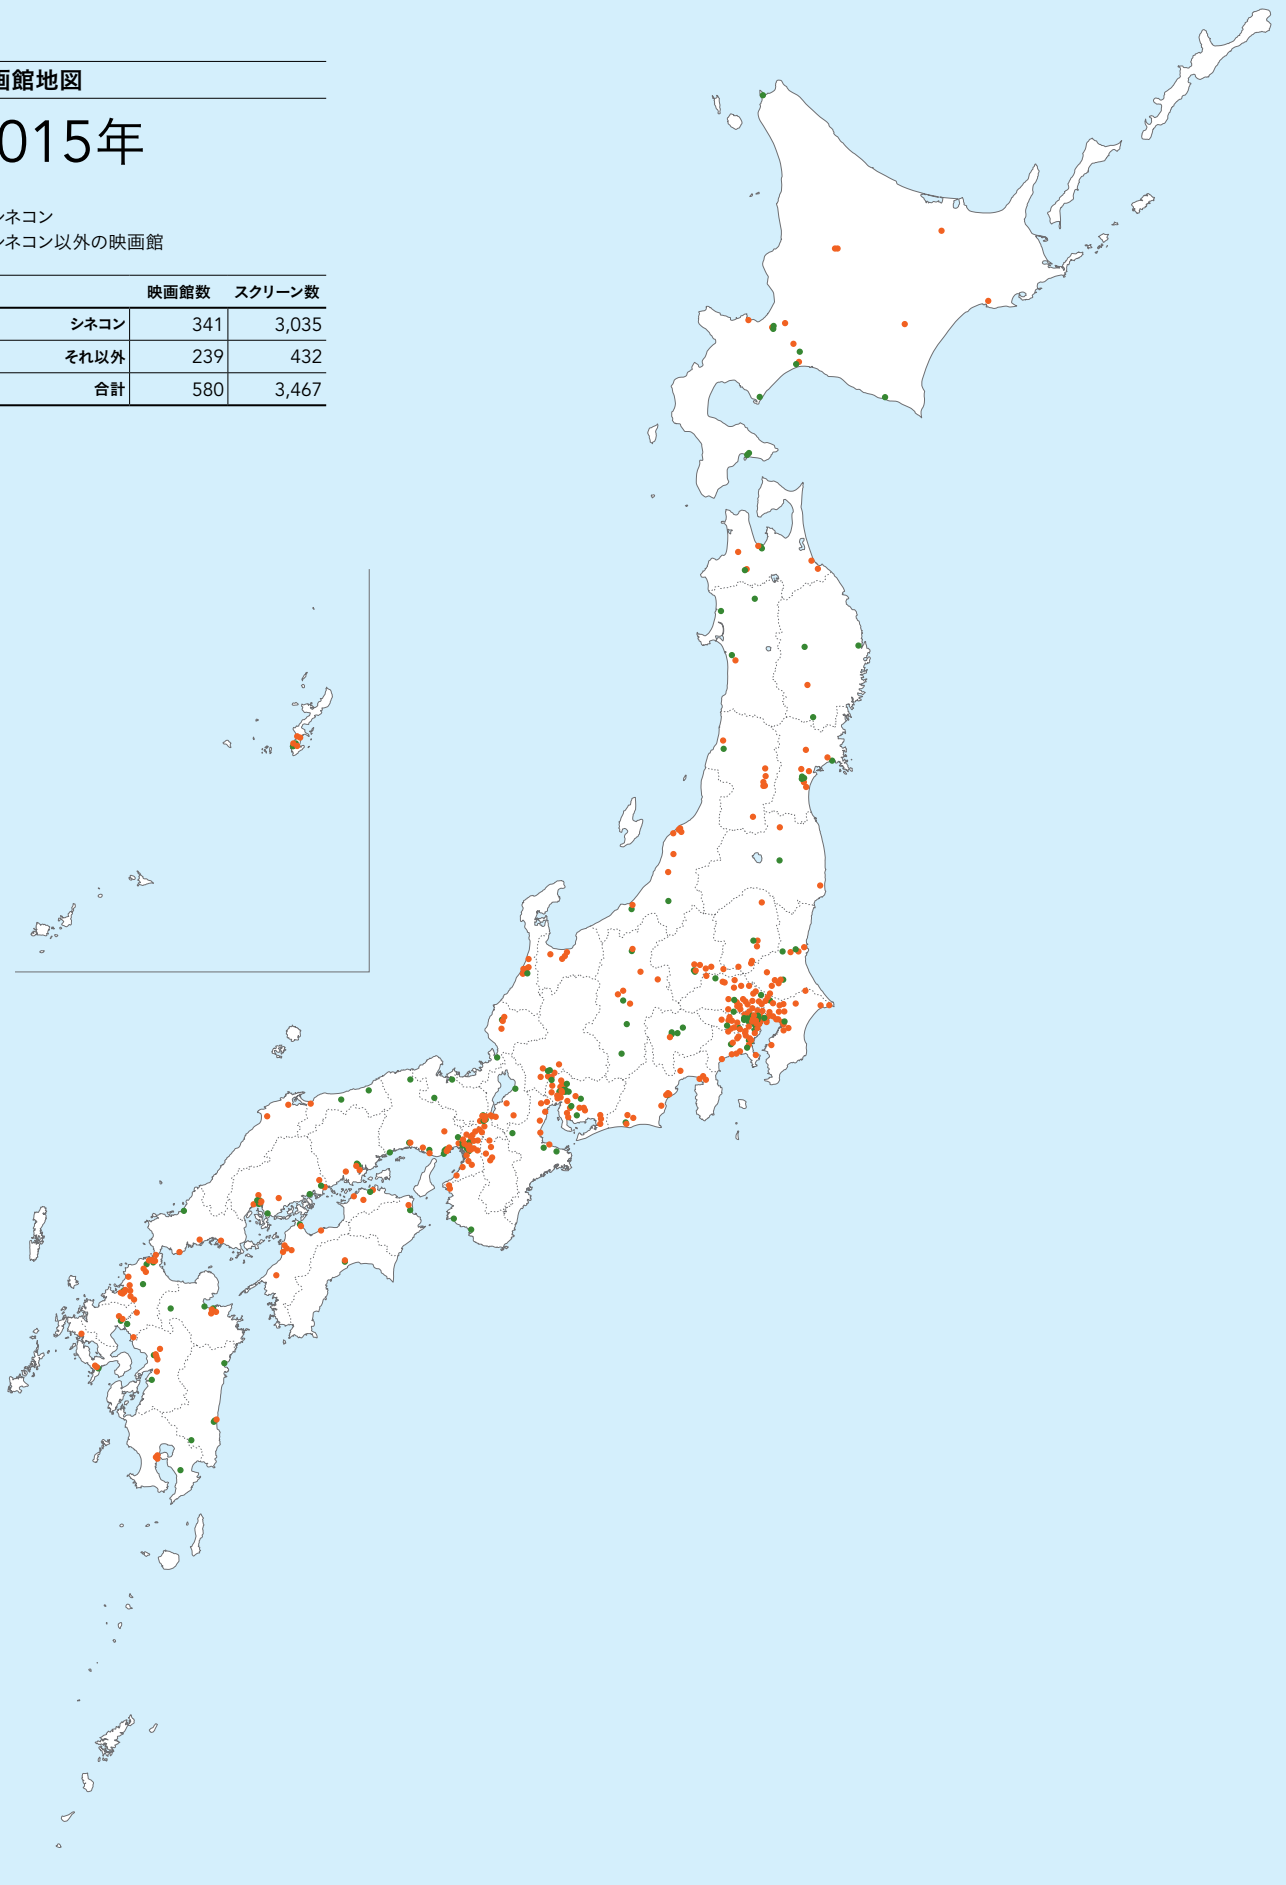 画館地図
015年
シネコン
シネコン以外の映画館
映画館数 スクリーン数
シネコン 341 3,035
それ以外 239 432
合計 580 3,467